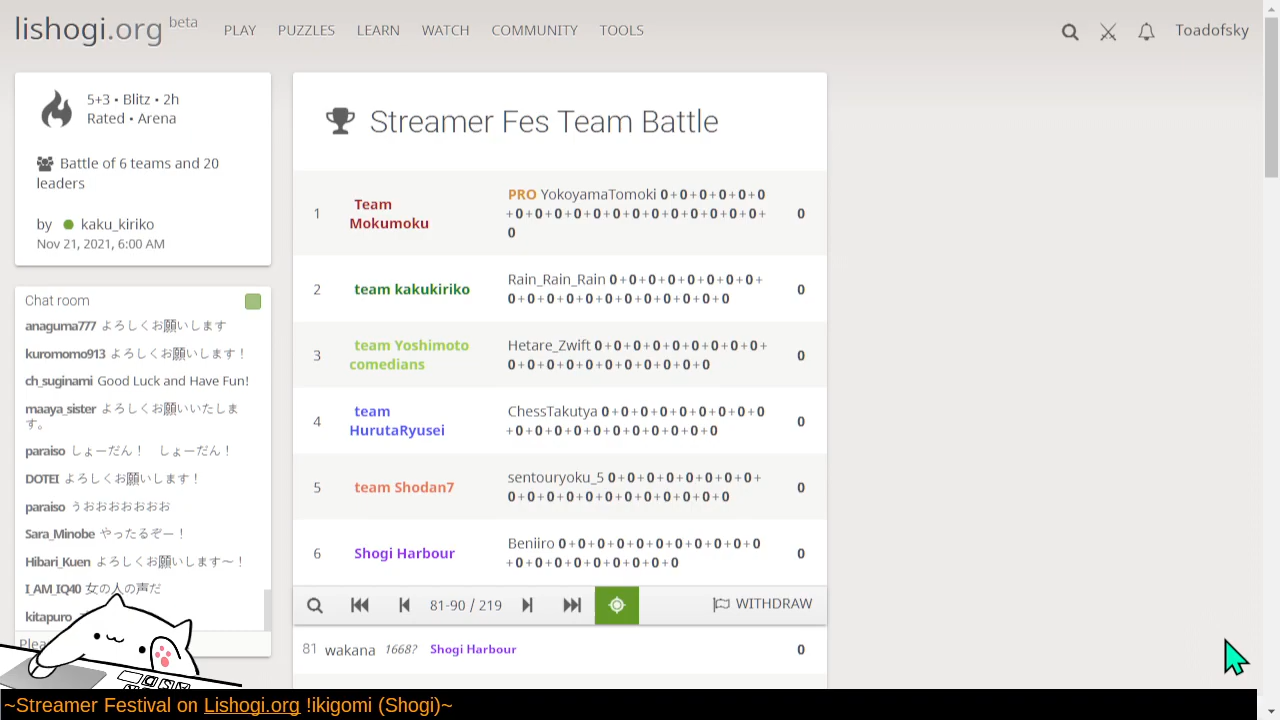 lishogi.org beta PLAY PUZZLES LEARN WATCH COMMUNITY TOOLS Toadofsky
5+3 • Blitz • 2h
Rated • Arena
Battle of 6 teams and 20
leaders
by kaku_kiriko
Nov 21, 2021, 6:00 AM
Chat room
anaguma777 よろしくお願いします
kuromomo913 よろしくお願いします！
ch_suginami Good Luck and Have Fun!
maaya_sister よろしくお願いいたしま
す。
paraiso しょーだん！　しょーだん！
DOTEI よろしくお願いします！
paraiso うおおおおおおお
Sara_Minobe やったるぞー！
Hibari_Kuen よろしくお願いします～！
I_AM_IQ40 女の人の声だ
kitapuro
Streamer Fes Team Battle
1 Team Mokumoku PRO YokoyamaTomoki 0+0+0+0+0+0
+0+0+0+0+0+0+0+0+0+0+0+0+0+
0 0
2 team kakukiriko Rain_Rain_Rain 0+0+0+0+0+0+0+0+
0+0+0+0+0+0+0+0+0+0+0+0 0
3 team Yoshimoto comedians Hetare_Zwift 0+0+0+0+0+0+0+0+0+
0+0+0+0+0+0+0+0+0+0+0 0
4 team HurutaRyusei ChessTakutya 0+0+0+0+0+0+0+0+0
+0+0+0+0+0+0+0+0+0+0+0 0
5 team Shodan7 sentouryoku_5 0+0+0+0+0+0+0+0+
0+0+0+0+0+0+0+0+0+0+0+0 0
6 Shogi Harbour Beniiro 0+0+0+0+0+0+0+0+0+0+0
+0+0+0+0+0+0+0+0+0 0
81-90 / 219 WITHDRAW
81 wakana 1668? Shogi Harbour 0
~Streamer Festival on Lishogi.org !ikigomi (Shogi)~